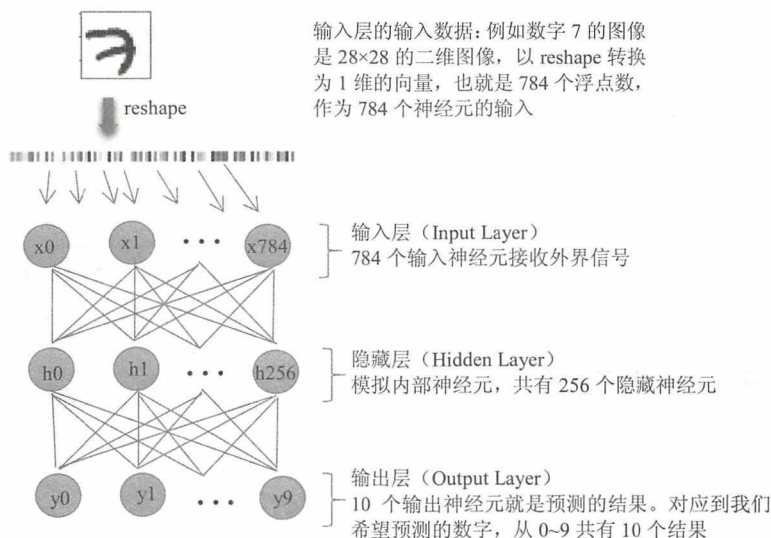 输入层的输入数据：例如数字 7 的图像
是 28×28 的二维图像，以 reshape 转换
为 1 维的向量，也就是 784 个浮点数，
作为 784 个神经元的输入
reshape
x0 x1 ··· x784
输入层（Input Layer）
784 个输入神经元接收外界信号
h0 h1 ··· h256
隐藏层（Hidden Layer）
模拟内部神经元，共有 256 个隐藏神经元
y0 y1 ··· y9
输出层（Output Layer）
10 个输出神经元就是预测的结果。对应到我们
希望预测的数字，从 0~9 共有 10 个结果